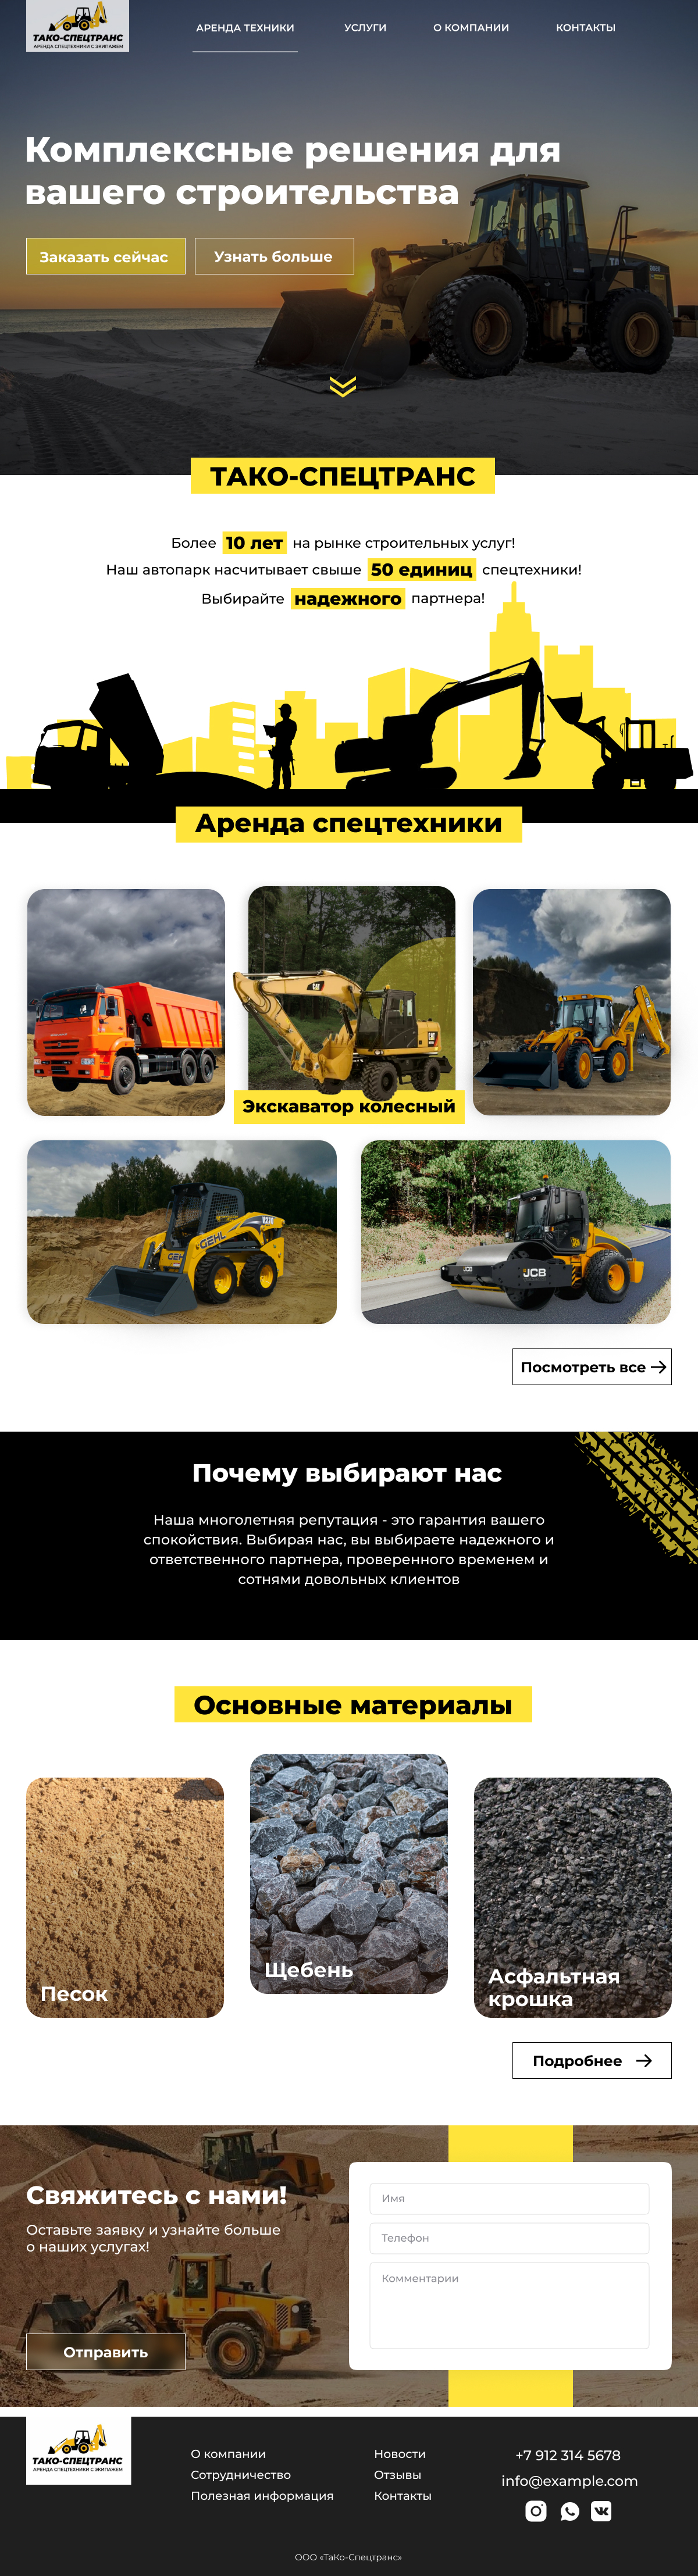 ТАКО-СПЕЦТРАНС
АРЕНДА СПЕЦТЕХНИКИ С ЭКИПАЖЕМ
АРЕНДА ТЕХНИКИ
УСЛУГИ
О КОМПАНИИ
КОНТАКТЫ
Комплексные решения для
вашего строительства
Заказать сейчас
Узнать больше
ТАКО-СПЕЦТРАНС
Более 10 лет на рынке строительных услуг!
Наш автопарк насчитывает свыше 50 единиц спецтехники!
Выбирайте надежного партнера!
Аренда спецтехники
CAT
Экскаватор колесный
GEHL
JCB
JCB
Посмотреть все
Почему выбирают нас
Наша многолетняя репутация - это гарантия вашего
спокойствия. Выбирая нас, вы выбираете надежного и
ответственного партнера, проверенного временем и
сотнями довольных клиентов
Основные материалы
Песок
Щебень
Асфальтная
крошка
Подробнее
Свяжитесь с нами!
Оставьте заявку и узнайте больше
о наших услугах!
Отправить
Имя
Телефон
Комментарии
ТАКО-СПЕЦТРАНС
АРЕНДА СПЕЦТЕХНИКИ С ЭКИПАЖЕМ
О компании
Сотрудничество
Полезная информация
Новости
Отзывы
Контакты
+7 912 314 5678
info@example.com
ООО «ТаКо-Спецтранс»